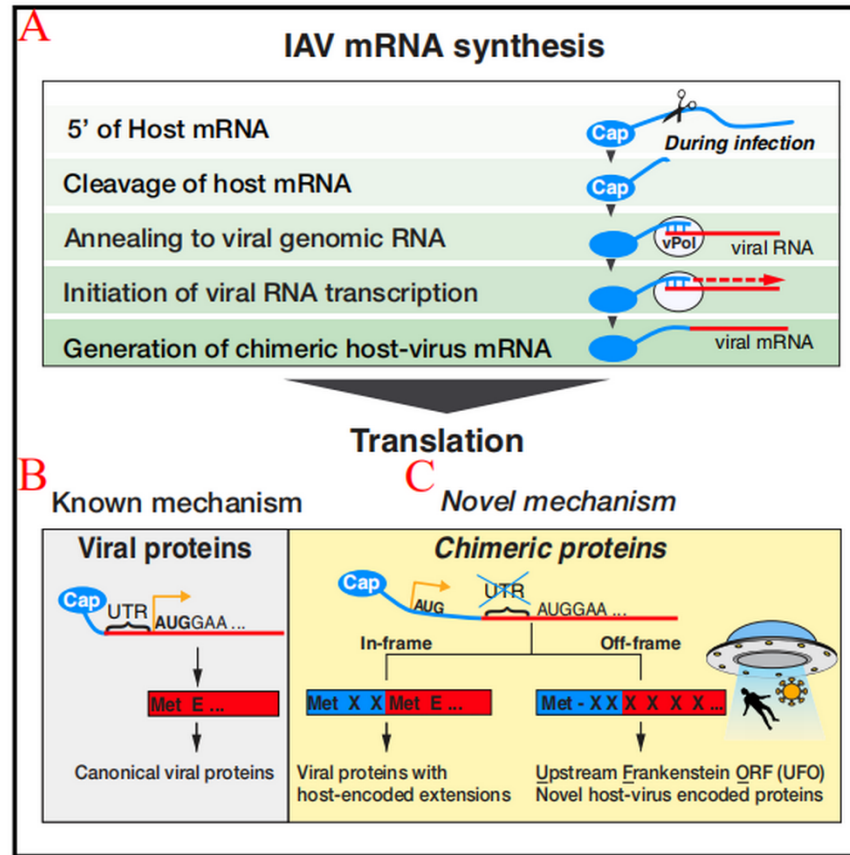 A
IAV mRNA synthesis
5' of Host mRNA
Cap
During infection
Cleavage of host mRNA
Cap
Annealing to viral genomic RNA
vPol
viral RNA
Initiation of viral RNA transcription
Generation of chimeric host-virus mRNA
viral mRNA
Translation
B
Known mechanism
C
Novel mechanism
Viral proteins
Cap
UTR
AUGGAA ...
Met E ...
Canonical viral proteins
Chimeric proteins
Cap
AUG
UTR
AUGGAA ...
In-frame
Off-frame
Met X X Met E ...
Met - X X X X X X ...
Viral proteins with
host-encoded extensions
Upstream Frankenstein ORF (UFO)
Novel host-virus encoded proteins